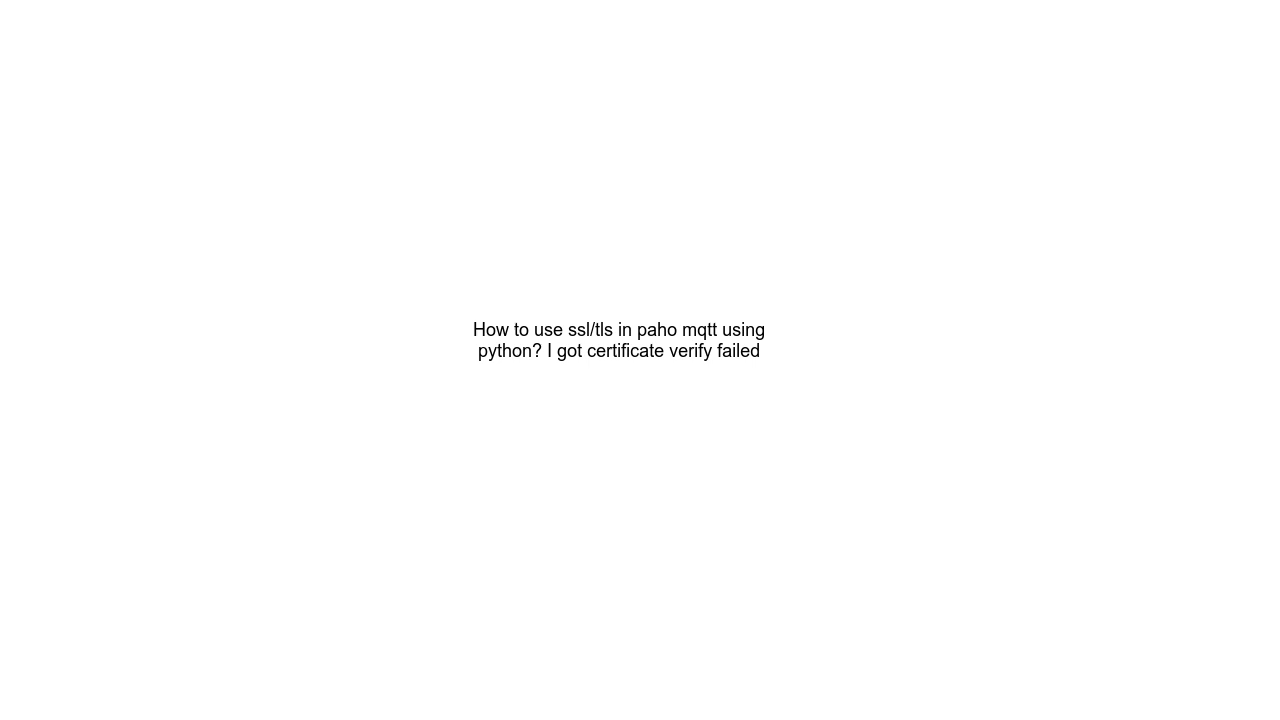 How to use ssl/tls in paho mqtt using
python? I got certificate verify failed